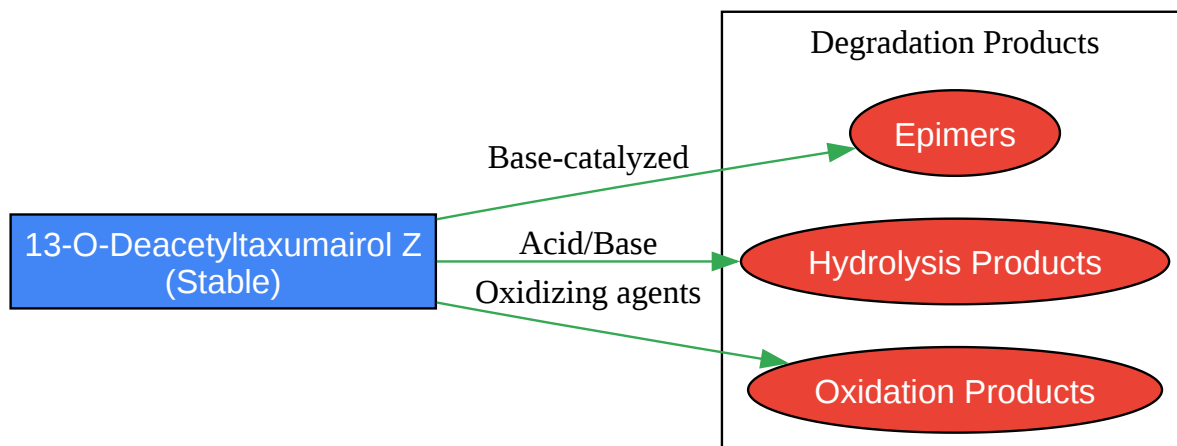 Degradation Products
Epimers
Base-catalyzed
13-O-Deacetyltaxumairol Z
(Stable)
Acid/Base
Hydrolysis Products
Oxidizing agents
Oxidation Products